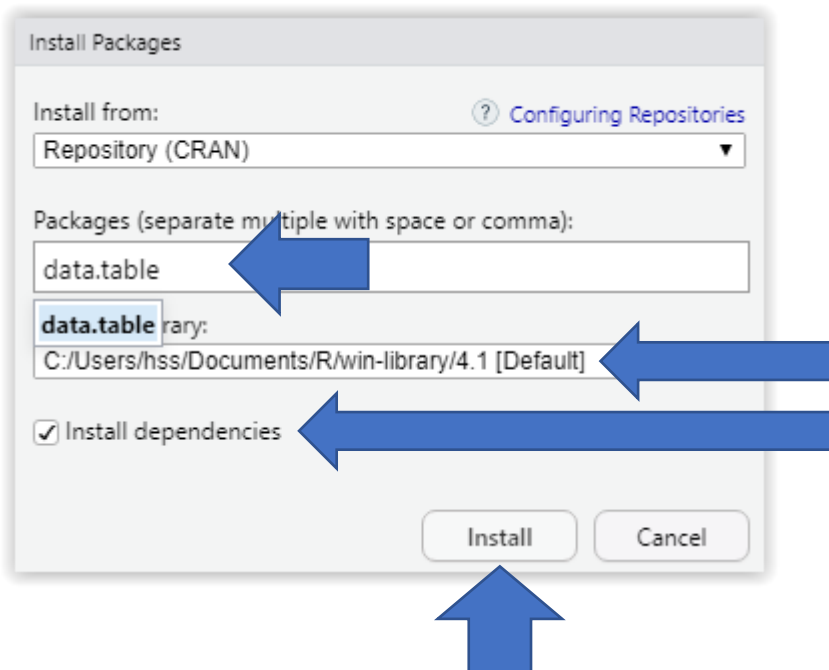 Install Packages
Install from:
? Configuring Repositories
Repository (CRAN)
Packages (separate multiple with space or comma):
data.table
data.table rary:
C:/Users/hss/Documents/R/win-library/4.1 [Default]
Install dependencies
Install Cancel